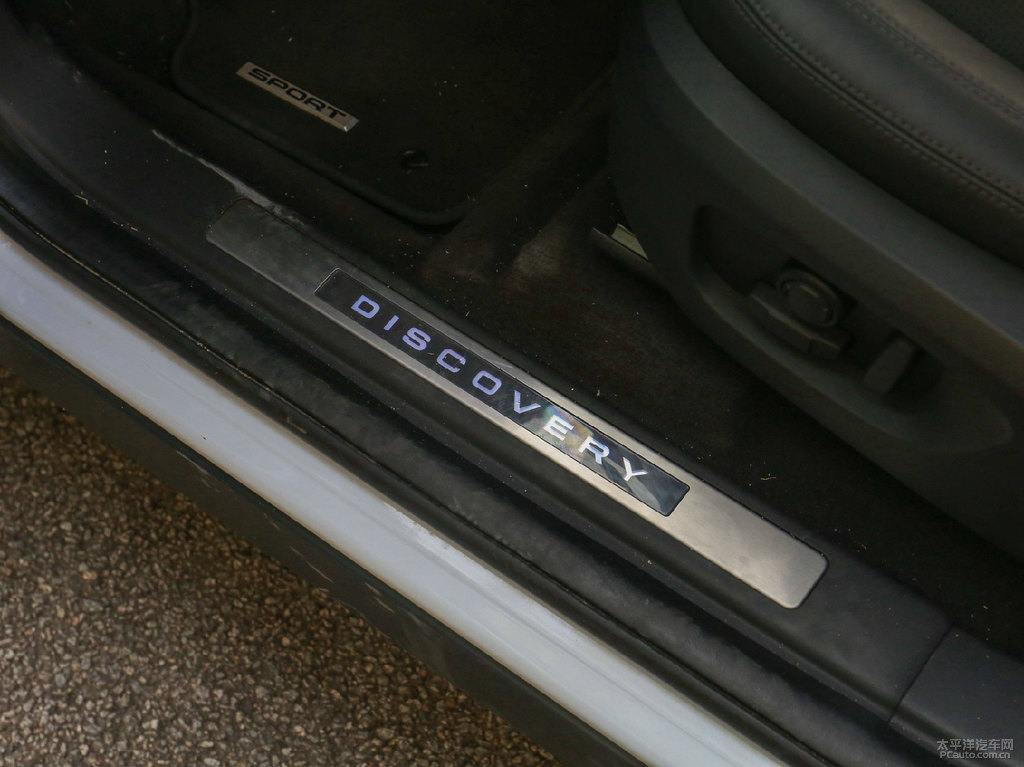 SPORT
DISCOVERY
太平洋汽车网
PCauto.com.cn